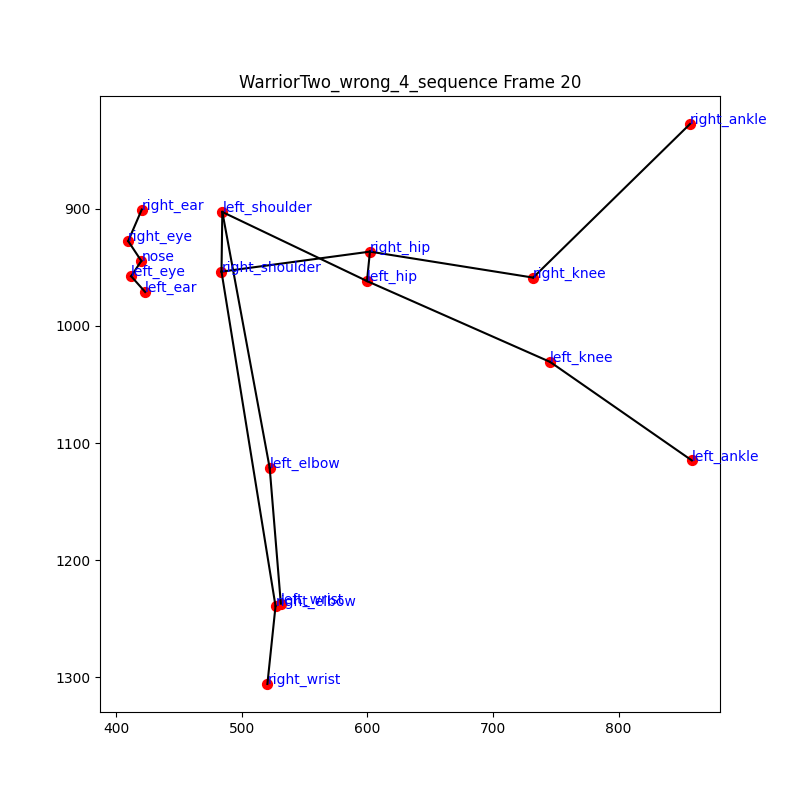 WarriorTwo_wrong_4_sequence Frame 20
right_ankle
right_ear
left_shoulder
right_eye
right_hip
nose
right_shoulder
left_eye
right_knee
left_hip
left_ear
left_knee
left_ankle
left_elbow
left_wrist
right_elbow
right_wrist
900
1000
1100
1200
1300
400
500
600
700
800